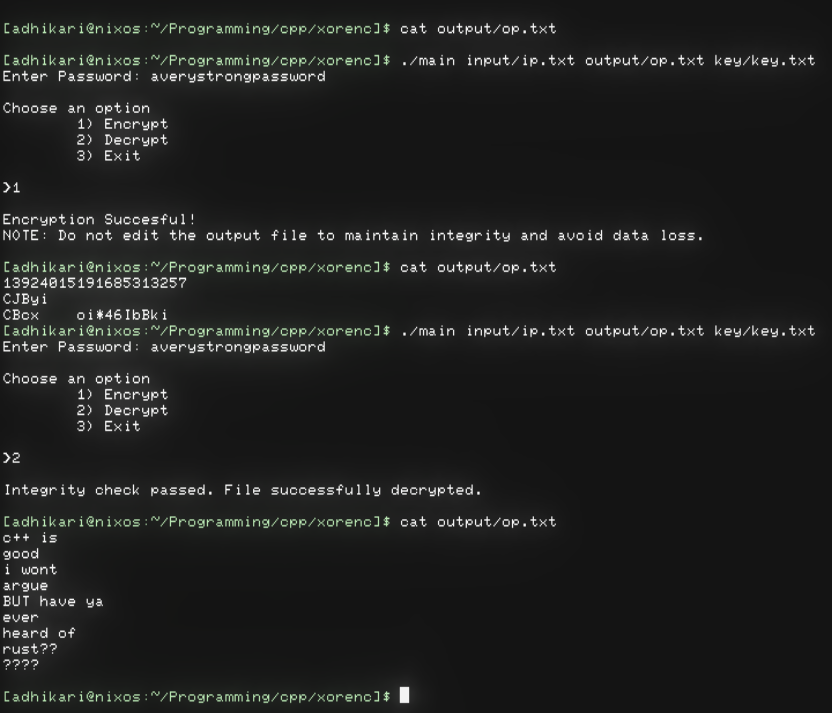 [adhikari@nixos:~/Programming/cpp/xorenc]$ cat output/op.txt
[adhikari@nixos:~/Programming/cpp/xorenc]$ ./main input/ip.txt output/op.txt key/key.txt
Enter Password: averystrongpassword
Choose an option
1) Encrypt
2) Decrypt
3) Exit
>1
Encryption Succesful!
NOTE: Do not edit the output file to maintain integrity and avoid data loss.
[adhikari@nixos:~/Programming/cpp/xorenc]$ cat output/op.txt
13924015191685313257
CJByi
CBcx    oi*46IbBki
[adhikari@nixos:~/Programming/cpp/xorenc]$ ./main input/ip.txt output/op.txt key/key.txt
Enter Password: averystrongpassword
Choose an option
1) Encrypt
2) Decrypt
3) Exit
>2
Integrity check passed. File successfully decrypted.
[adhikari@nixos:~/Programming/cpp/xorenc]$ cat output/op.txt
c++ is
good
i wont
argue
BUT have ya
ever
heard of
rust??
????
[adhikari@nixos:~/Programming/cpp/xorenc]$